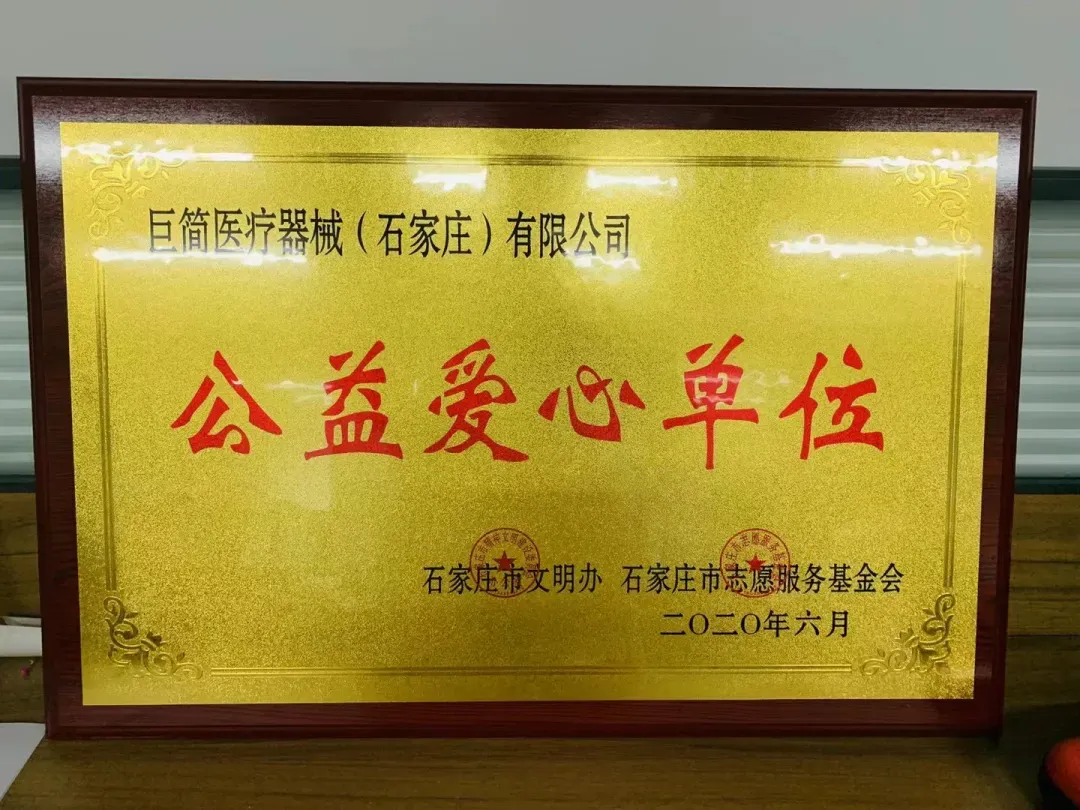 巨简医疗器械（石家庄）有限公司
公益爱心单位
石家庄市文明办 石家庄市志愿服务基金会
二〇二〇年六月